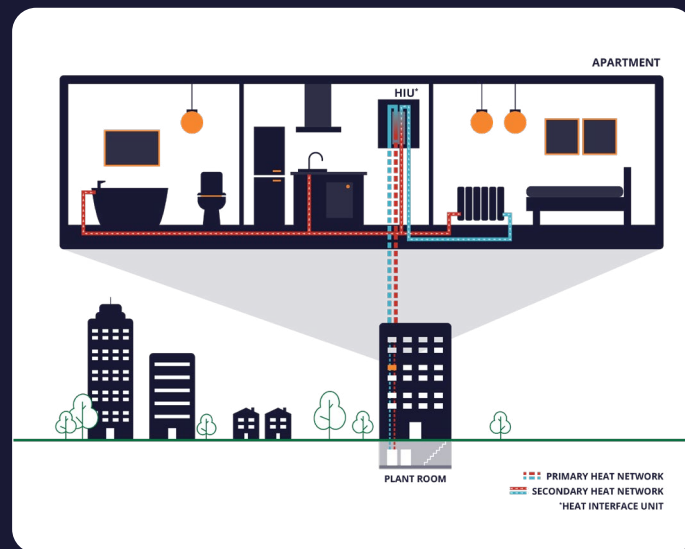 APARTMENT
HIU*
PLANT ROOM
PRIMARY HEAT NETWORK
SECONDARY HEAT NETWORK
*HEAT INTERFACE UNIT